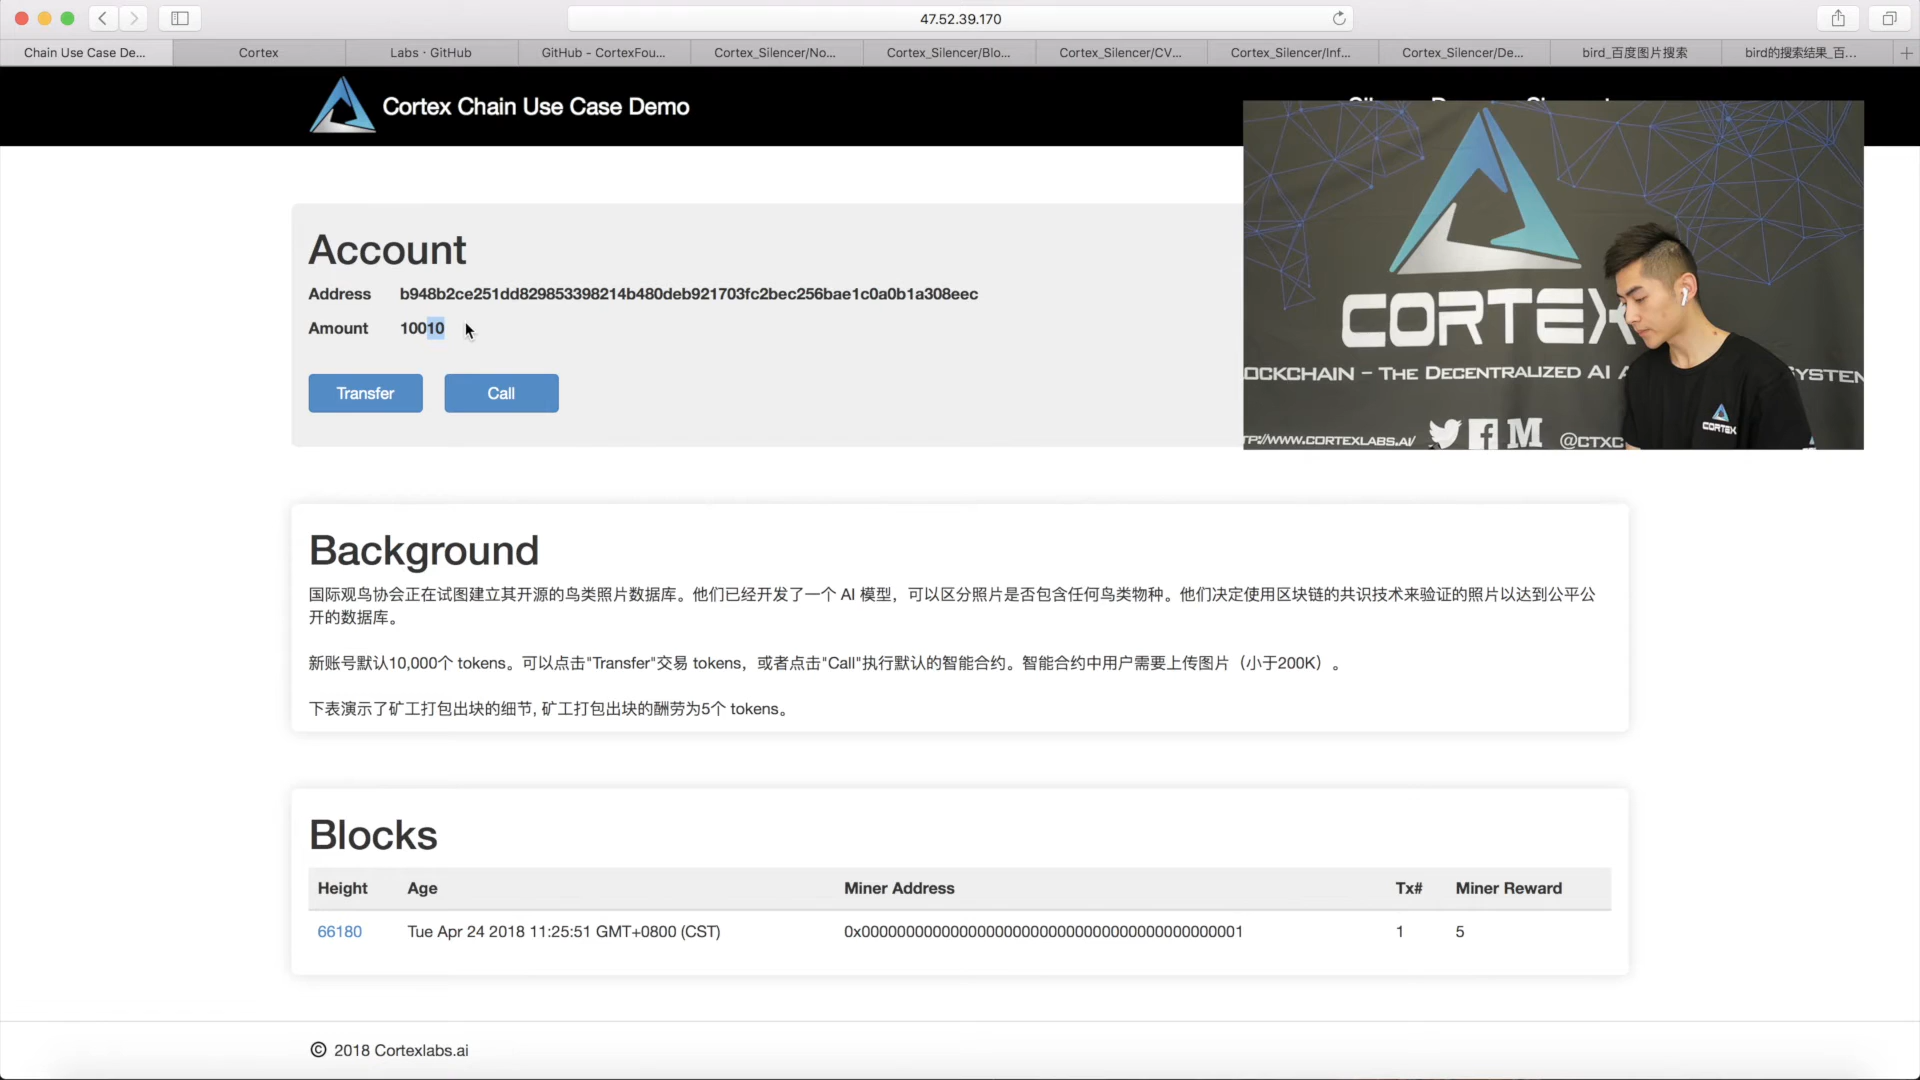 47.52.39.170
Chain Use Case De...
Cortex
Labs · GitHub
GitHub - CortexFou...
Cortex_Silencer/No...
Cortex_Silencer/Blo...
Cortex_Silencer/CV...
Cortex_Silencer/Inf...
Cortex_Silencer/De...
bird_百度图片搜索
bird的搜索结果_百...
Cortex Chain Use Case Demo
Account
Address b948b2ce251dd829853398214b480deb921703fc2bec256bae1c0a0b1a308eec
Amount 10010
Transfer Call
CORTEX
OCKCHAIN – THE DECENTRALIZED AI A YSTEM
TP://WWW.CORTEXLABS.AI/ @CTXC
CORTEX
Background
国际观鸟协会正在试图建立其开源的鸟类照片数据库。他们已经开发了一个 AI 模型，可以区分照片是否包含任何鸟类物种。他们决定使用区块链的共识技术来验证的照片以达到公平公
开的数据库。
新账号默认10,000个 tokens。可以点击"Transfer"交易 tokens，或者点击"Call"执行默认的智能合约。智能合约中用户需要上传图片（小于200K）。
下表演示了矿工打包出块的细节, 矿工打包出块的酬劳为5个 tokens。
Blocks
Height Age Miner Address Tx# Miner Reward
66180 Tue Apr 24 2018 11:25:51 GMT+0800 (CST) 0x0000000000000000000000000000000000000001 1 5
© 2018 Cortexlabs.ai